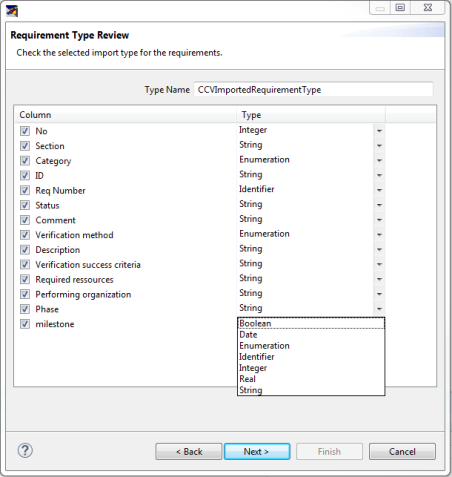 Requirement Type Review
Check the selected import type for the requirements.
Type Name CCVImportedRequirementType
Column Type
No Integer
Section String
Category Enumeration
ID String
Req Number Identifier
Status String
Comment String
Verification method Enumeration
Description String
Verification success criteria String
Required ressources String
Performing organization String
Phase String
milestone Boolean
Date
Enumeration
Identifier
Integer
Real
String
? < Back Next > Finish Cancel